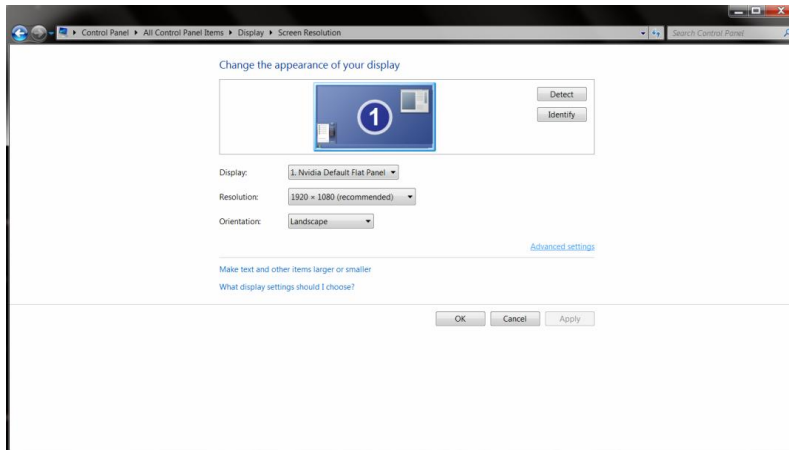 Control Panel ▸ All Control Panel Items ▸ Display ▸ Screen Resolution
Search Control Panel
Change the appearance of your display
1
Detect
Identify
Display:
1. Nvidia Default Flat Panel
Resolution:
1920 × 1080 (recommended)
Orientation:
Landscape
Advanced settings
Make text and other items larger or smaller
What display settings should I choose?
OK
Cancel
Apply